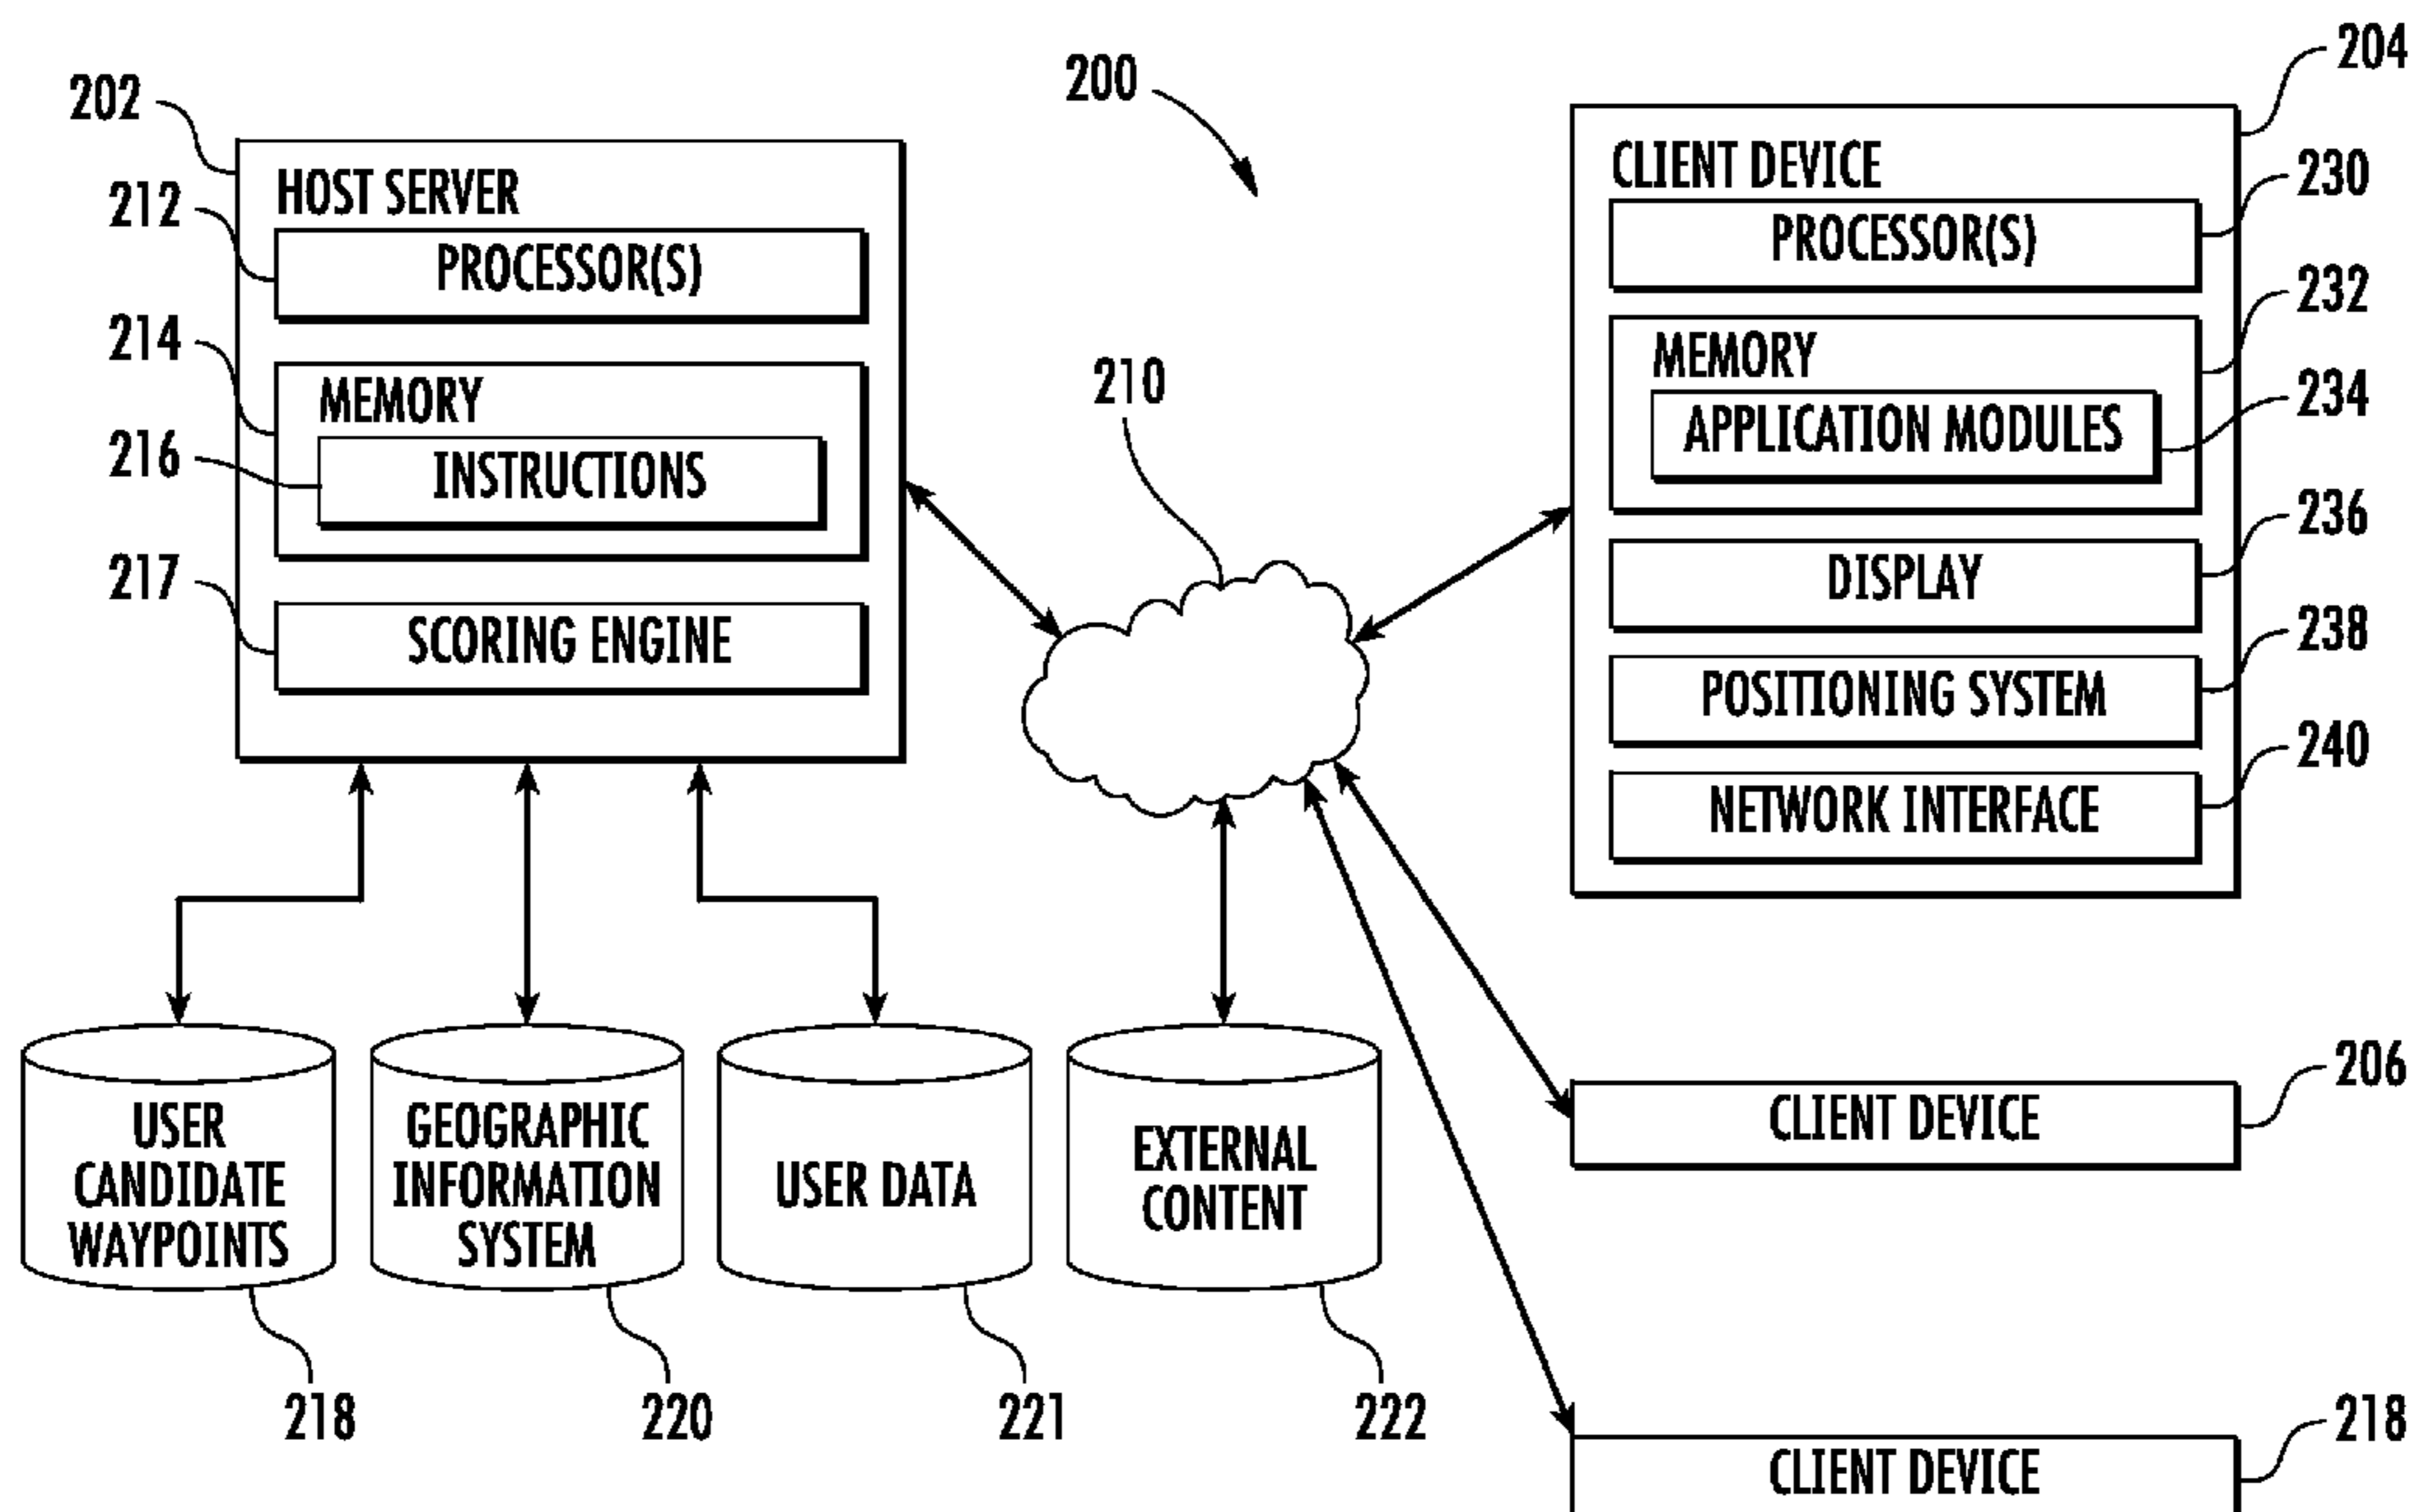 200
202
HOST SERVER
212
PROCESSOR(S)
214
MEMORY
216
INSTRUCTIONS
217
SCORING ENGINE
210
204
CLIENT DEVICE
230
PROCESSOR(S)
232
MEMORY
234
APPLICATION MODULES
236
DISPLAY
238
POSITIONING SYSTEM
240
NETWORK INTERFACE
USER
CANDIDATE
WAYPOINTS
218
GEOGRAPHIC
INFORMATION
SYSTEM
220
USER DATA
221
EXTERNAL
CONTENT
222
206
CLIENT DEVICE
218
CLIENT DEVICE